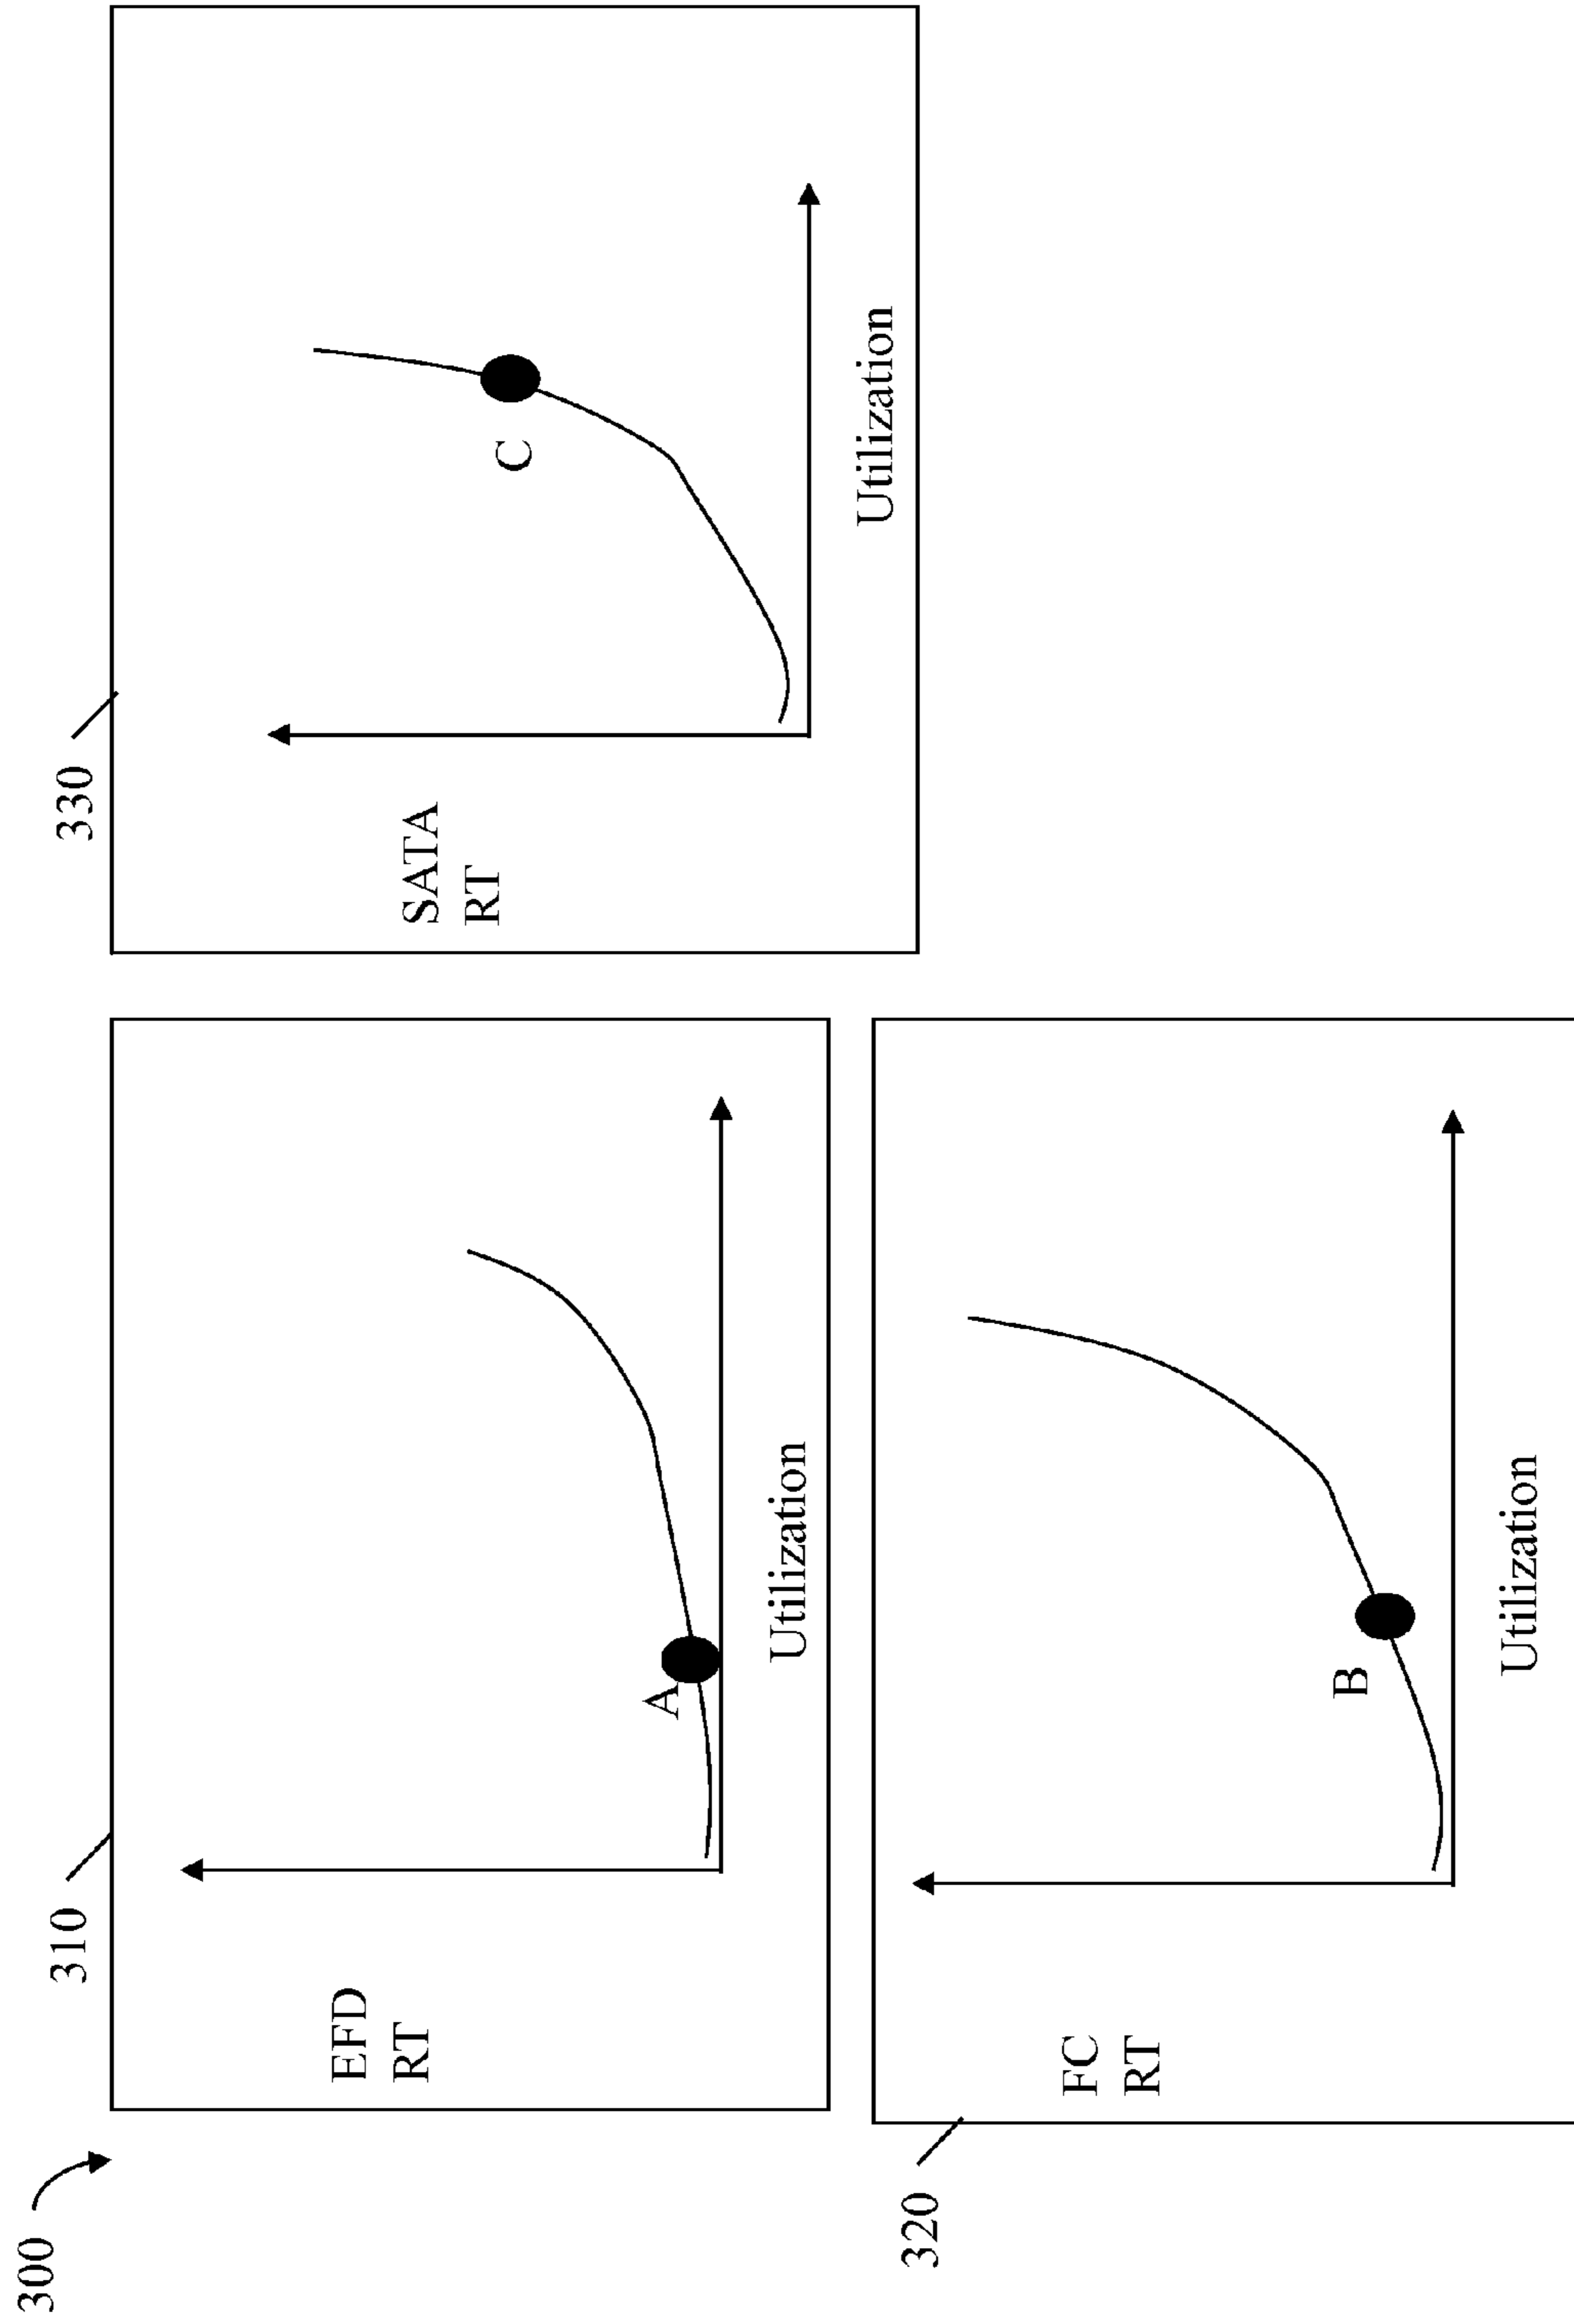 300
310
EFD
RT
A
Utilization
330
SATA
RT
C
Utilization
320
FC
RT
B
Utilization